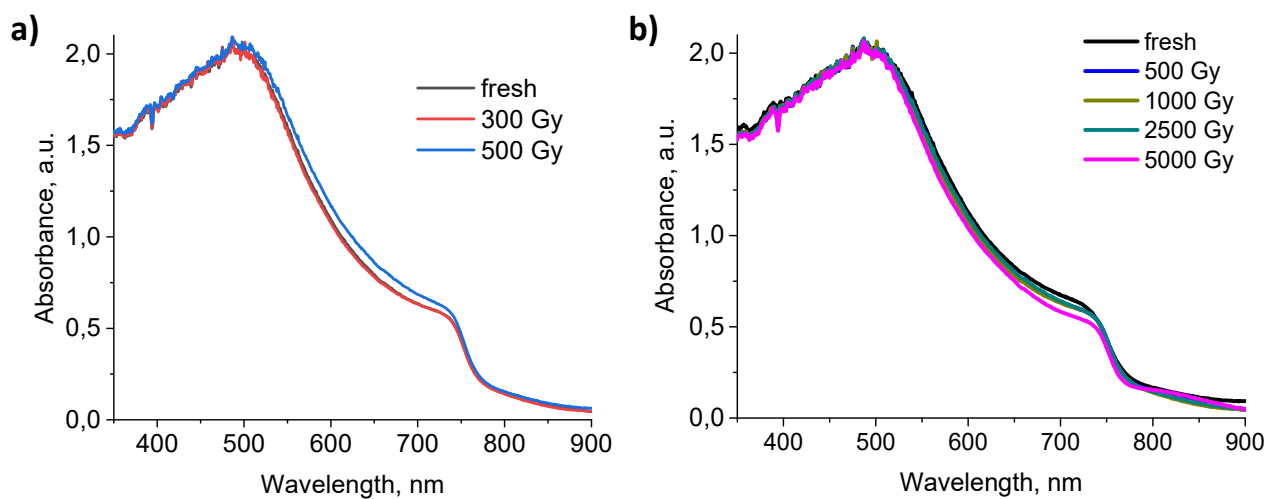 a)
2,0
1,5
1,0
0,5
0,0
Absorbance, a.u.
fresh
300 Gy
500 Gy
400 500 600 700 800 900
Wavelength, nm
b)
2,0
1,5
1,0
0,5
0,0
Absorbance, a.u.
fresh
500 Gy
1000 Gy
2500 Gy
5000 Gy
400 500 600 700 800 900
Wavelength, nm